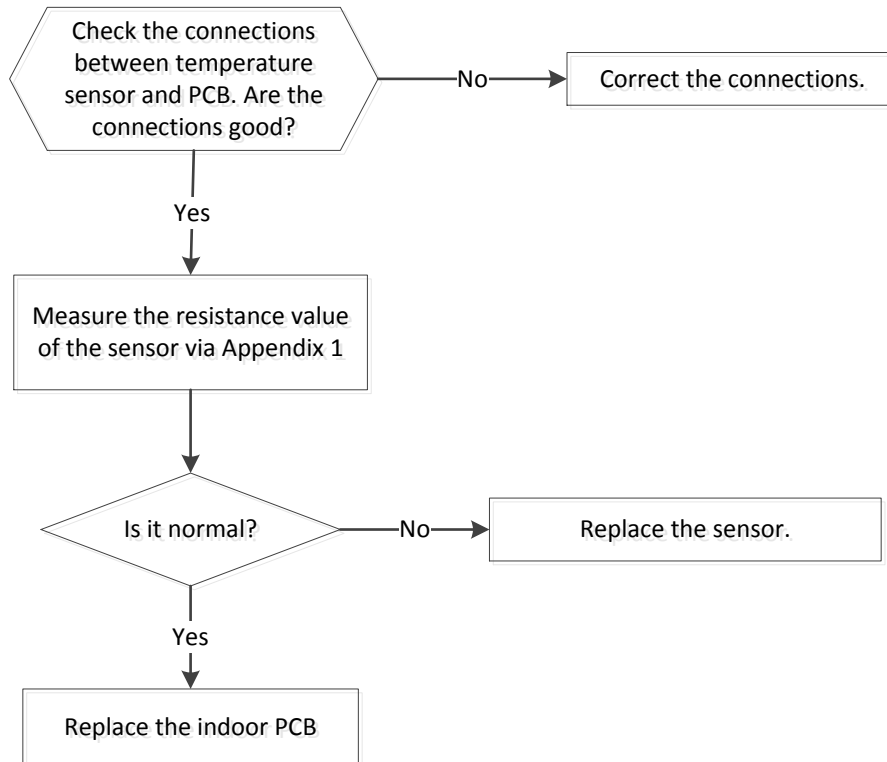 Check the connections
between temperature
sensor and PCB. Are the
connections good?
No
Correct the connections.
Yes
Measure the resistance value
of the sensor via Appendix 1
Is it normal?
No
Replace the sensor.
Yes
Replace the indoor PCB